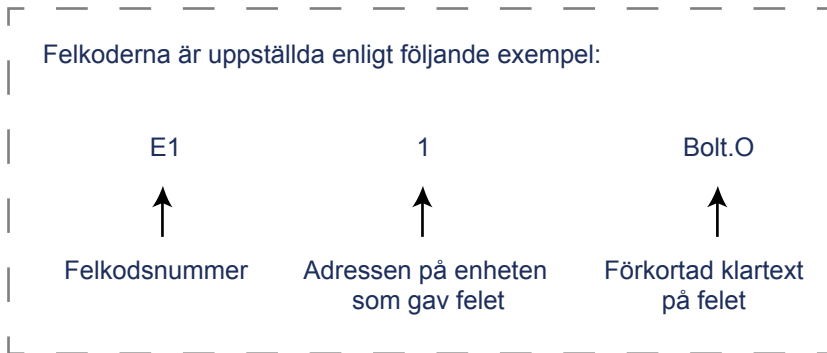 Felkoderna är uppställda enligt följande exempel:
E1 1 Bolt.O
Felkodsnummer Adressen på enheten Förkortad klartext
som gav felet på felet